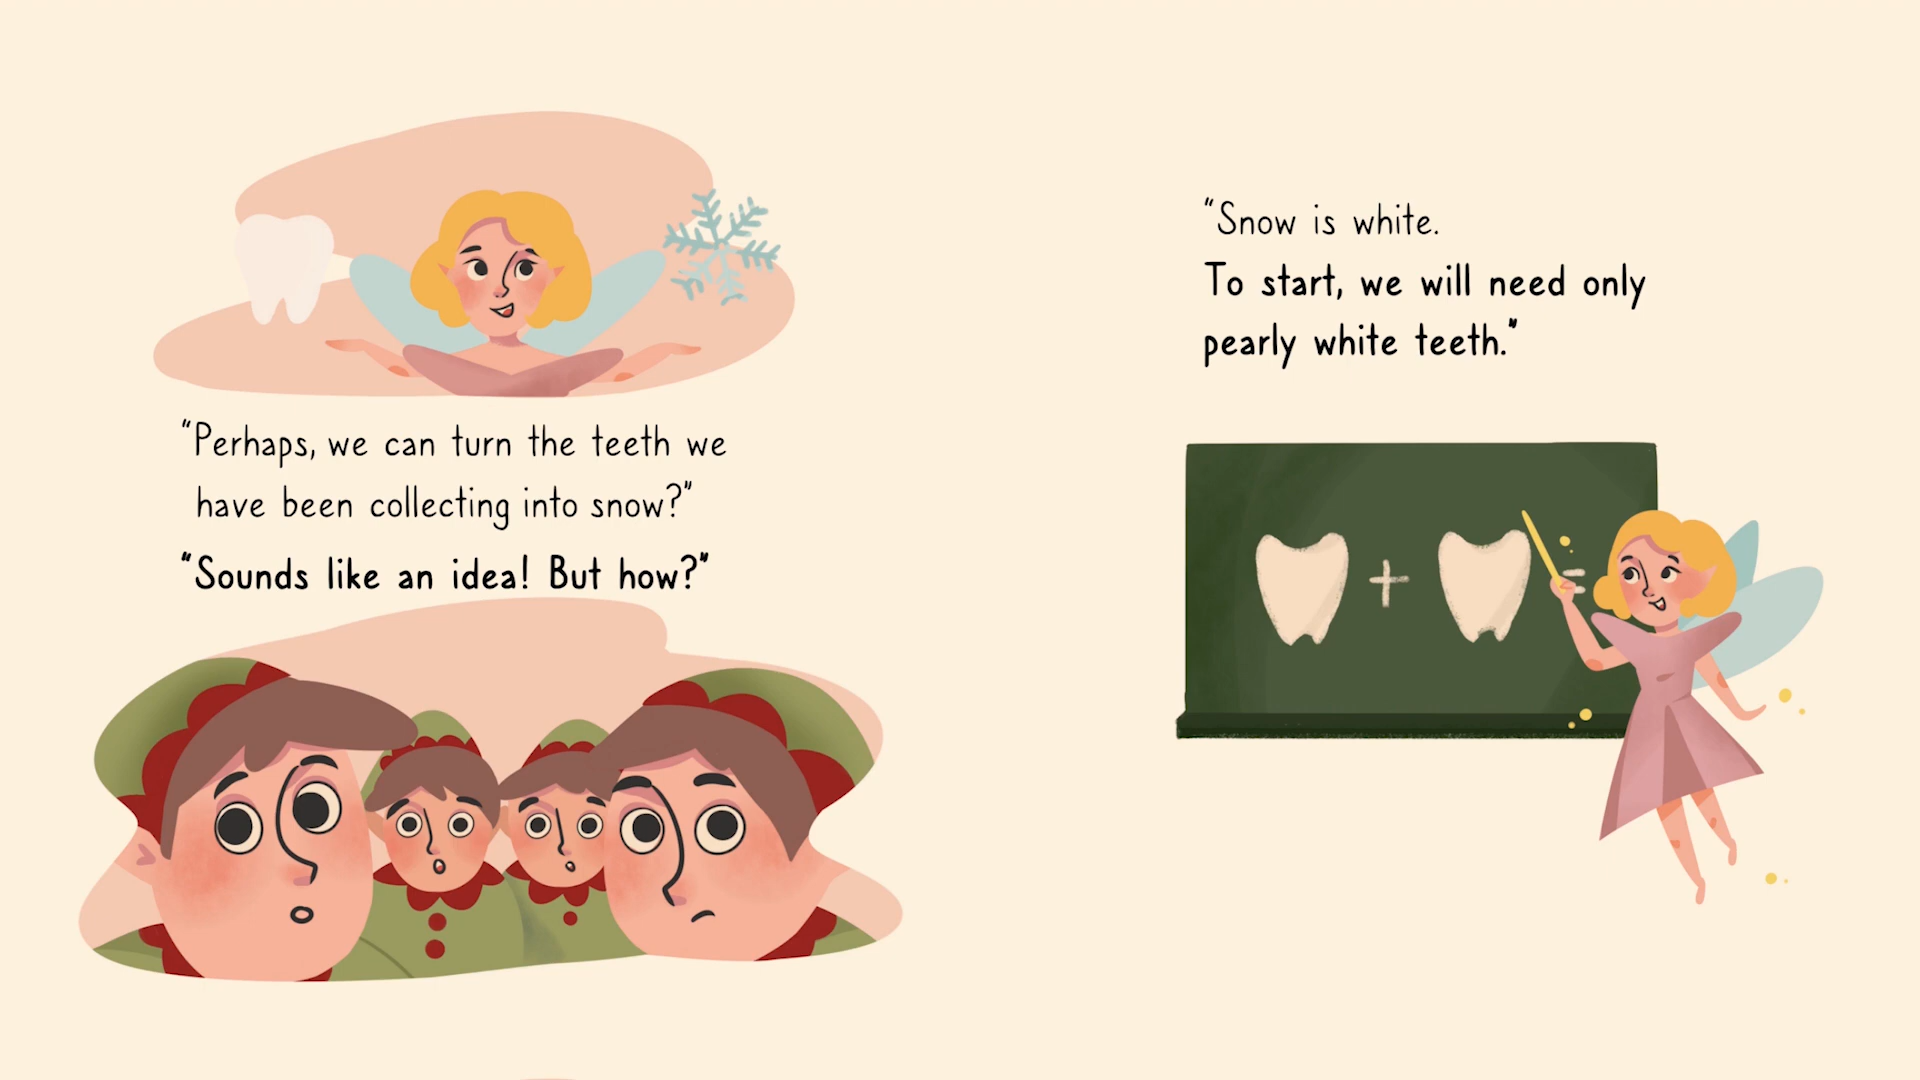 "Perhaps, we can turn the teeth we
have been collecting into snow?"
"Sounds like an idea! But how?"
"Snow is white.
To start, we will need only
pearly white teeth."
+ =